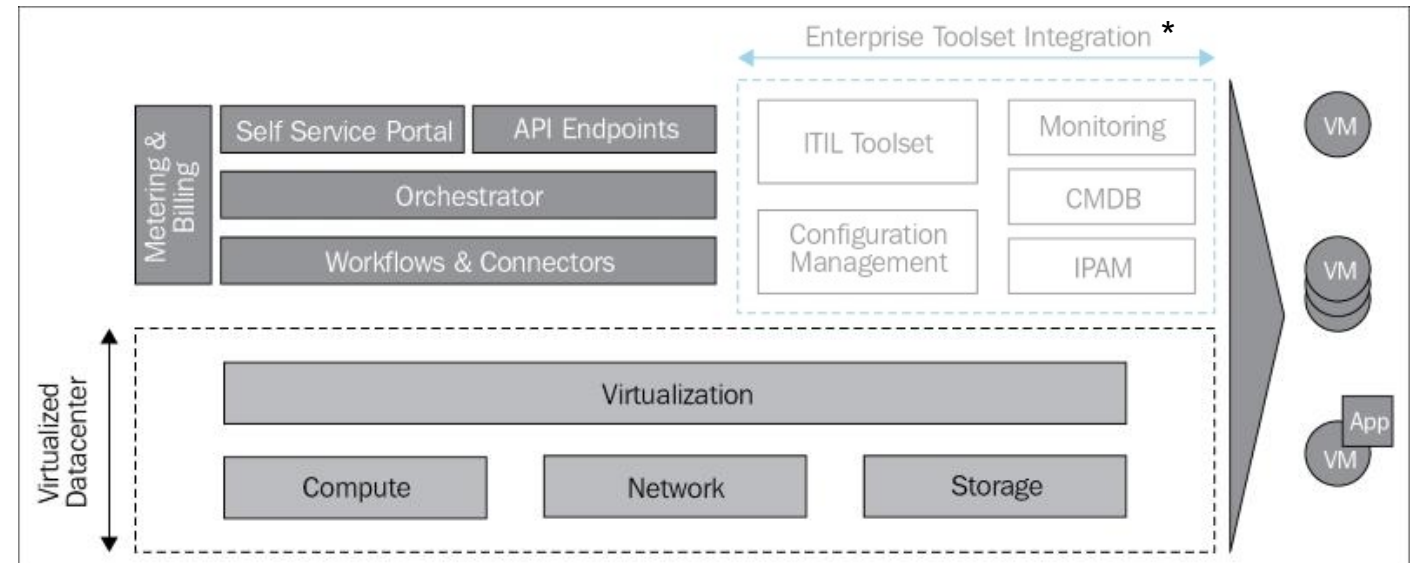 Enterprise Toolset Integration *
Metering &
Billing
Self Service Portal
API Endpoints
Orchestrator
Workflows & Connectors
ITIL Toolset
Configuration
Management
Monitoring
CMDB
IPAM
VM
VM
App
VM
Virtualized
Datacenter
Virtualization
Compute
Network
Storage